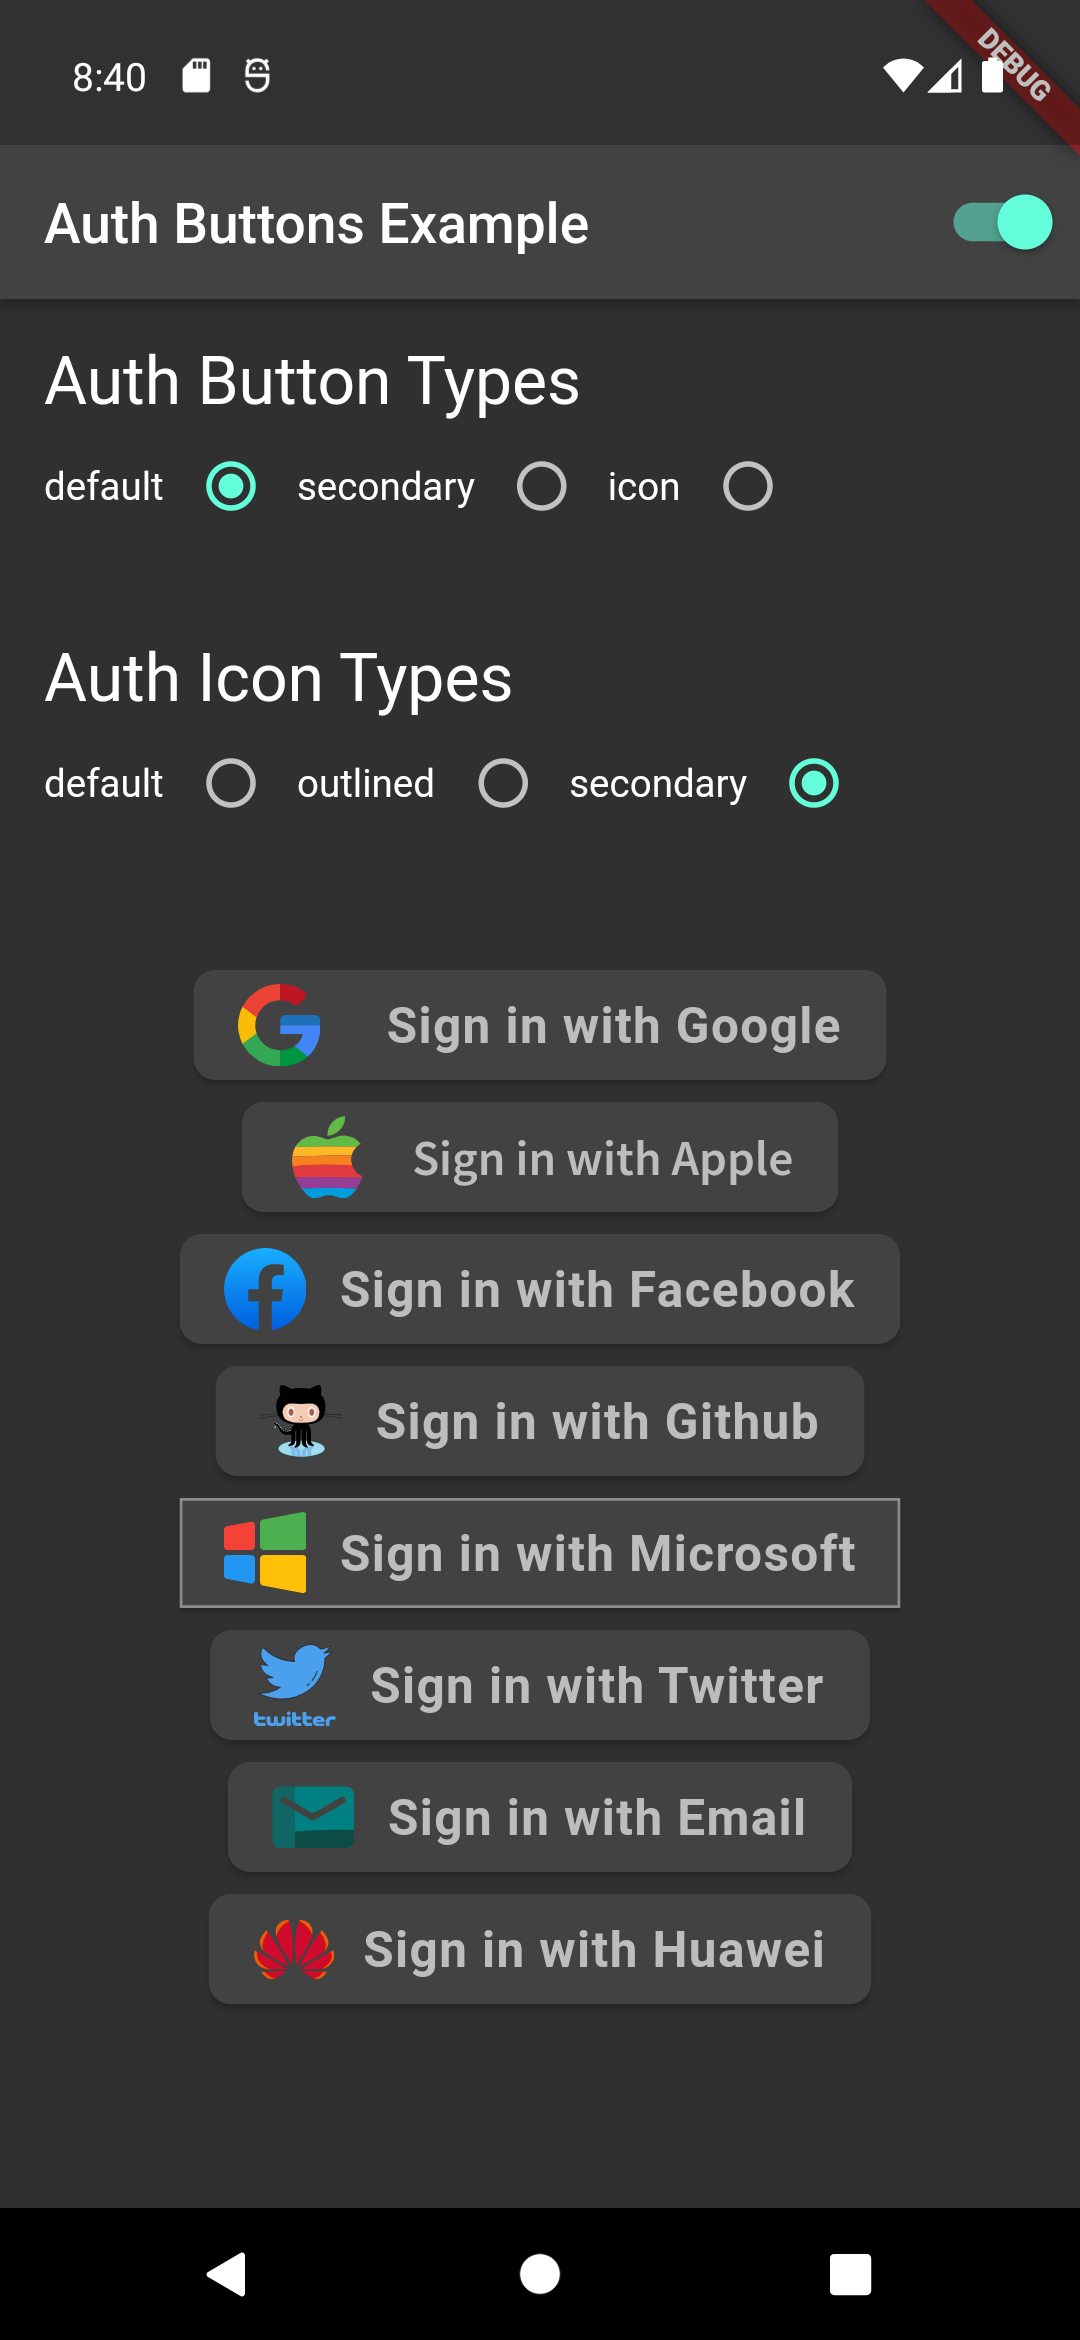 8:40
DEBUG
Auth Buttons Example
Auth Button Types
default secondary icon
Auth Icon Types
default outlined secondary
Sign in with Google
Sign in with Apple
Sign in with Facebook
Sign in with Github
Sign in with Microsoft
Sign in with Twitter
twitter
Sign in with Email
Sign in with Huawei